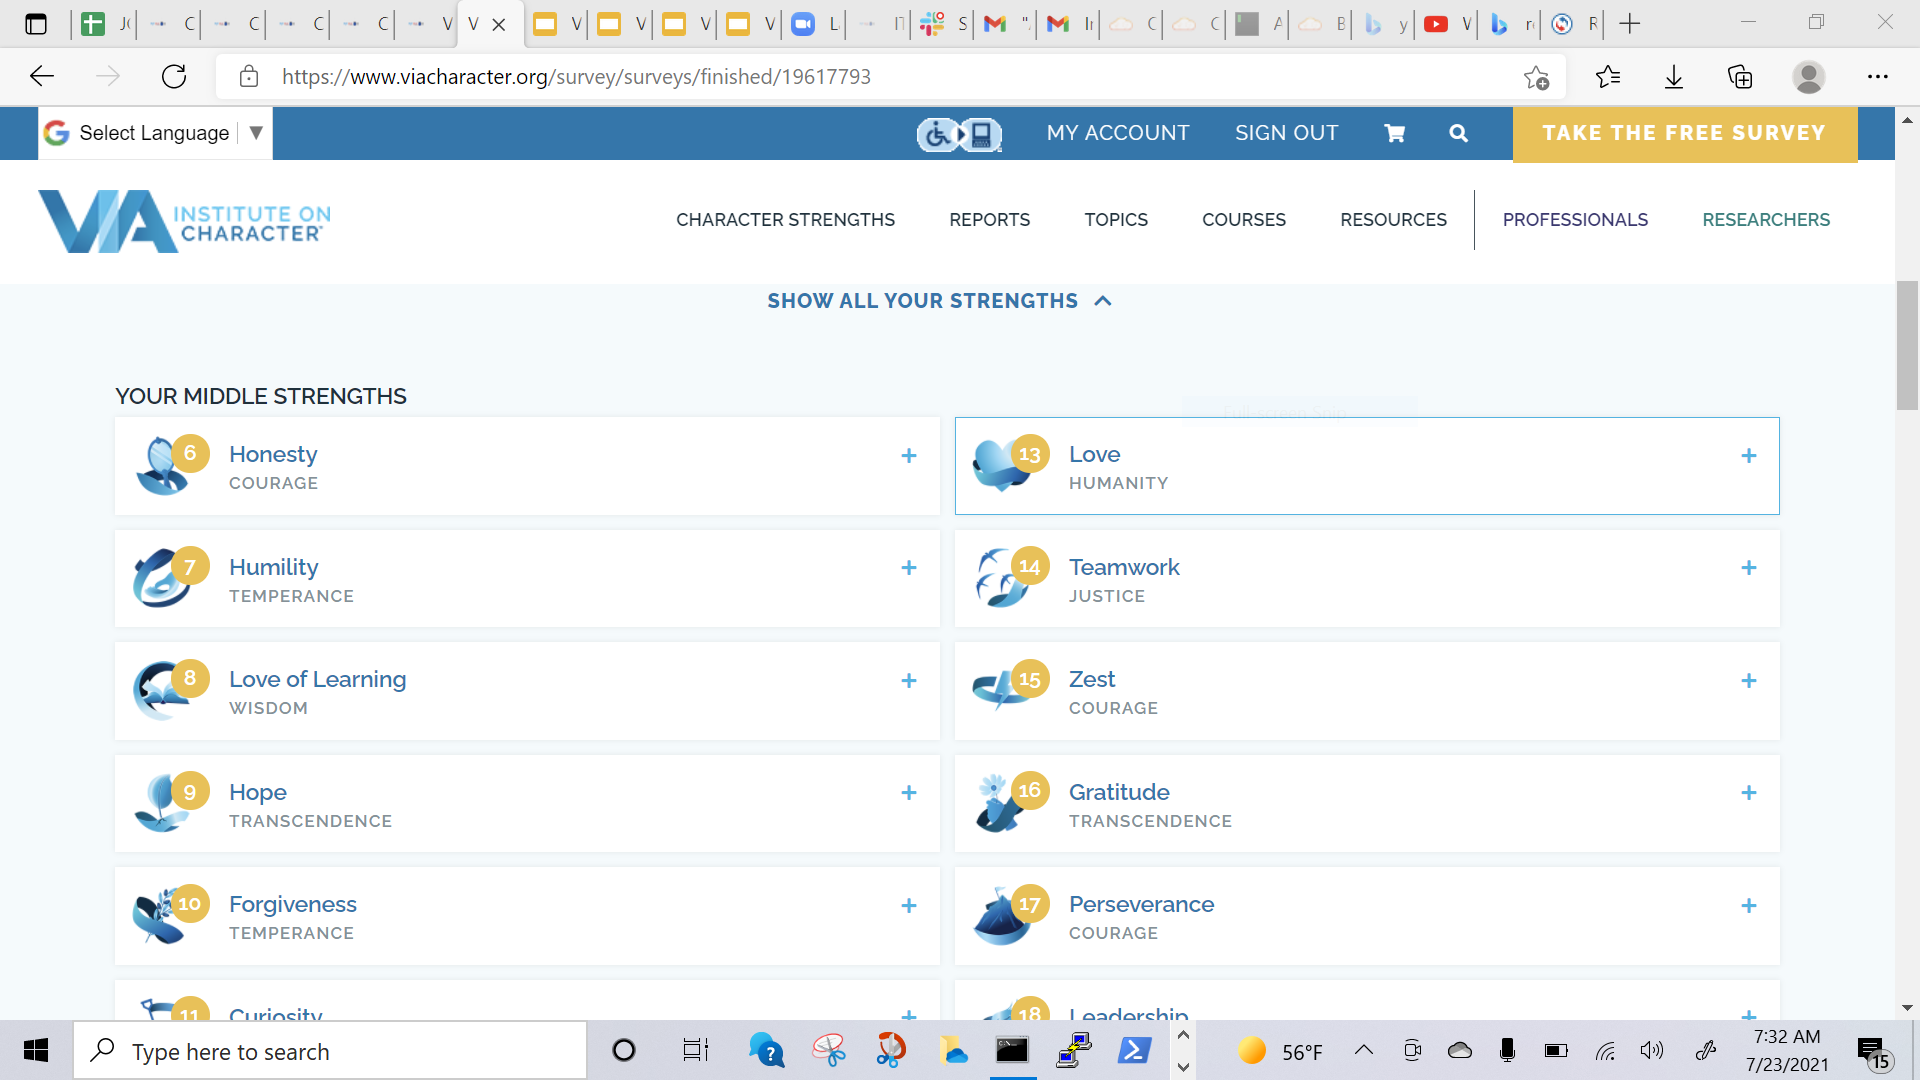 https://www.viacharacter.org/survey/surveys/finished/19617793
Select Language ▼
MY ACCOUNT
SIGN OUT
TAKE THE FREE SURVEY
VIA INSTITUTE ON CHARACTER
CHARACTER STRENGTHS
REPORTS
TOPICS
COURSES
RESOURCES
PROFESSIONALS
RESEARCHERS
SHOW ALL YOUR STRENGTHS
YOUR MIDDLE STRENGTHS
6 Honesty
COURAGE
7 Humility
TEMPERANCE
8 Love of Learning
WISDOM
9 Hope
TRANSCENDENCE
10 Forgiveness
TEMPERANCE
11 Curiosity
13 Love
HUMANITY
14 Teamwork
JUSTICE
15 Zest
COURAGE
16 Gratitude
TRANSCENDENCE
17 Perseverance
COURAGE
18 Leadership
Type here to search
56°F
7:32 AM
7/23/2021
15